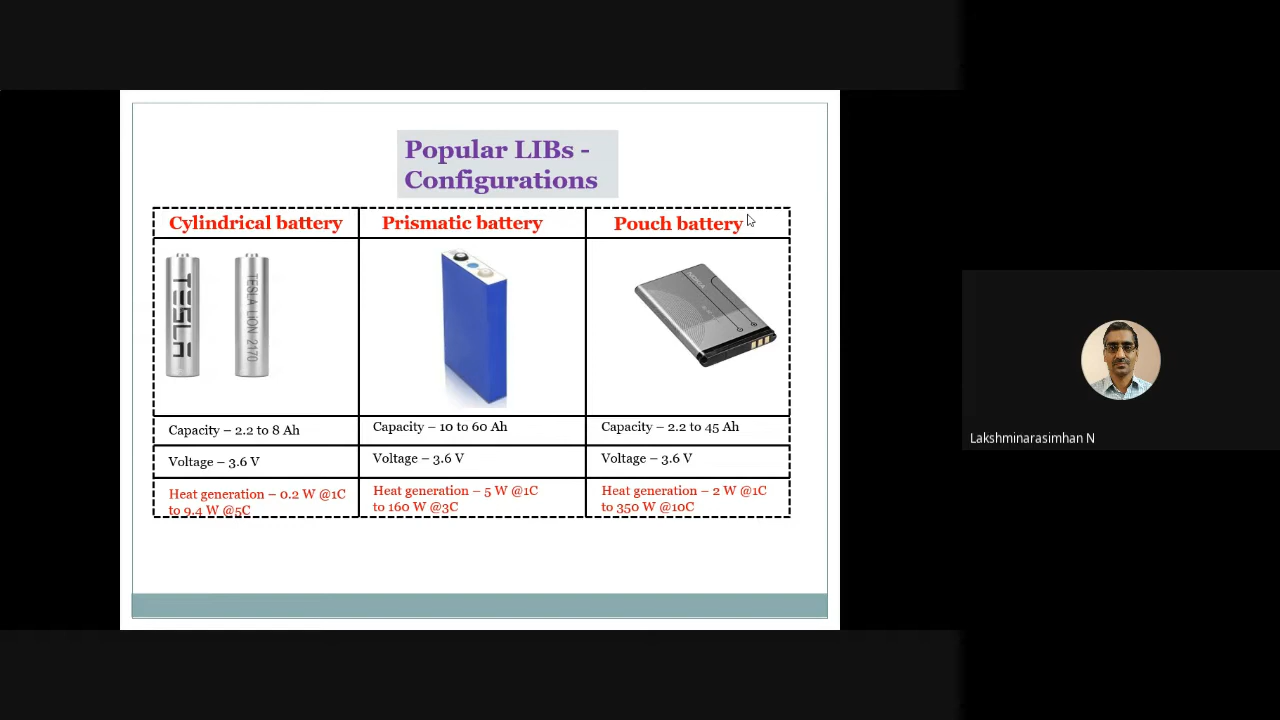 Popular LIBs -
Configurations
Cylindrical battery
Prismatic battery
Pouch battery
TESLA
TESLA LiON 2170
NOKIA
Capacity – 2.2 to 8 Ah
Capacity – 10 to 60 Ah
Capacity – 2.2 to 45 Ah
Voltage – 3.6 V
Voltage – 3.6 V
Voltage – 3.6 V
Heat generation – 0.2 W @1C
to 9.4 W @5C
Heat generation – 5 W @1C
to 160 W @3C
Heat generation – 2 W @1C
to 350 W @10C
Lakshminarasimhan N